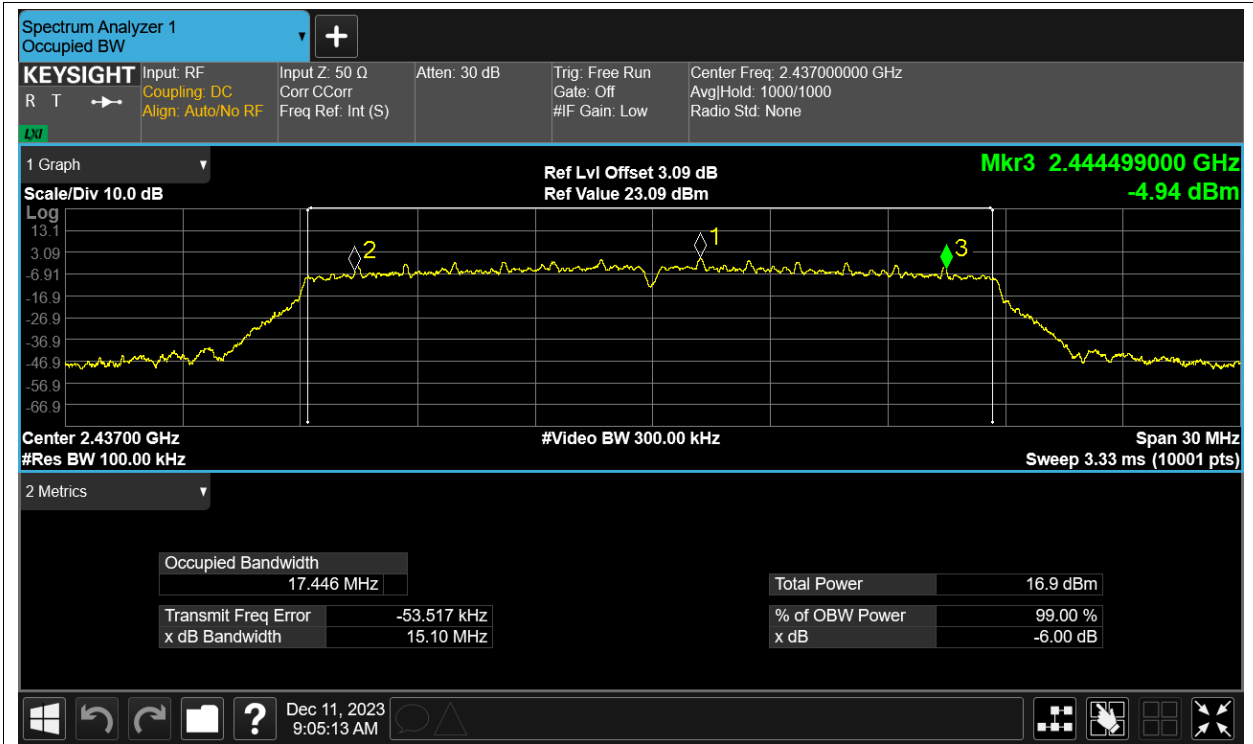 Spectrum Analyzer 1
Occupied BW
+
KEYSIGHT
R T
LXI
Input: RF
Coupling: DC
Align: Auto/No RF
Input Z: 50 Ω
Corr CCorr
Freq Ref: Int (S)
Atten: 30 dB
Trig: Free Run
Gate: Off
#IF Gain: Low
Center Freq: 2.437000000 GHz
Avg|Hold: 1000/1000
Radio Std: None
1 Graph
Scale/Div 10.0 dB
Log
Ref Lvl Offset 3.09 dB
Ref Value 23.09 dBm
Mkr3 2.444499000 GHz
-4.94 dBm
13.1
3.09
-6.91
-16.9
-26.9
-36.9
-46.9
-56.9
-66.9
2
1
3
Center 2.43700 GHz
#Res BW 100.00 kHz
#Video BW 300.00 kHz
Span 30 MHz
Sweep 3.33 ms (10001 pts)
2 Metrics
Occupied Bandwidth
17.446 MHz
Transmit Freq Error -53.517 kHz
x dB Bandwidth 15.10 MHz
Total Power 16.9 dBm
% of OBW Power 99.00 %
x dB -6.00 dB
?
Dec 11, 2023
9:05:13 AM